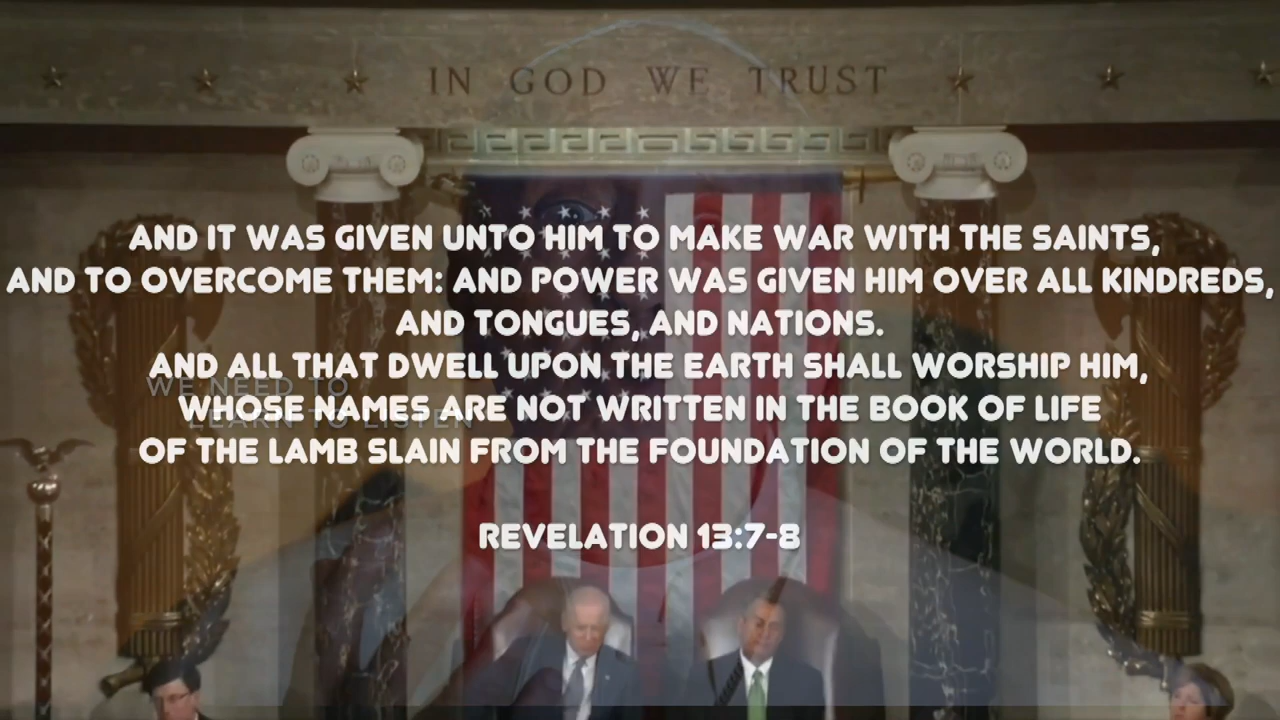 IN GOD WE TRUST
AND IT WAS GIVEN UNTO HIM TO MAKE WAR WITH THE SAINTS,
AND TO OVERCOME THEM: AND POWER WAS GIVEN HIM OVER ALL KINDREDS,
AND TONGUES, AND NATIONS.
AND ALL THAT DWELL UPON THE EARTH SHALL WORSHIP HIM,
WE NEED TO
WHOSE NAMES ARE NOT WRITTEN IN THE BOOK OF LIFE
LEARN TO LISTEN
OF THE LAMB SLAIN FROM THE FOUNDATION OF THE WORLD.
REVELATION 13:7-8